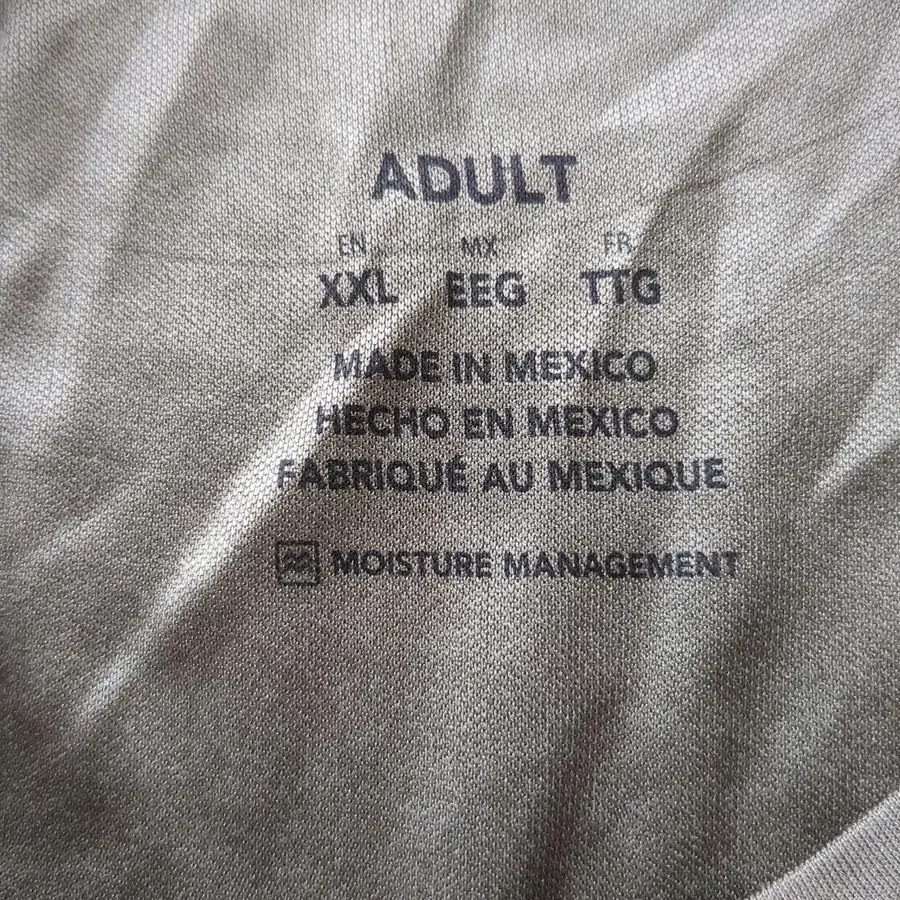 ADULT
EN MX FR
XXL EEG TTG
MADE IN MEXICO
HECHO EN MEXICO
FABRIQUÉ AU MEXIQUE
MOISTURE MANAGEMENT